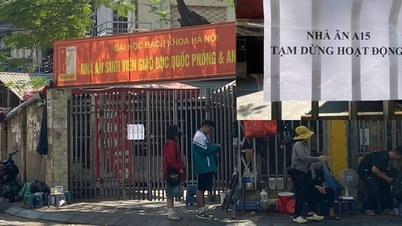 ĐẠI HỌC BÁCH KHOA HÀ NỘI
NHÀ ĂN SINH VIÊN GIÁO DỤC QUỐC PHÒNG & AN
NHÀ ĂN A15
TẠM DỪNG HOẠT ĐỘNG